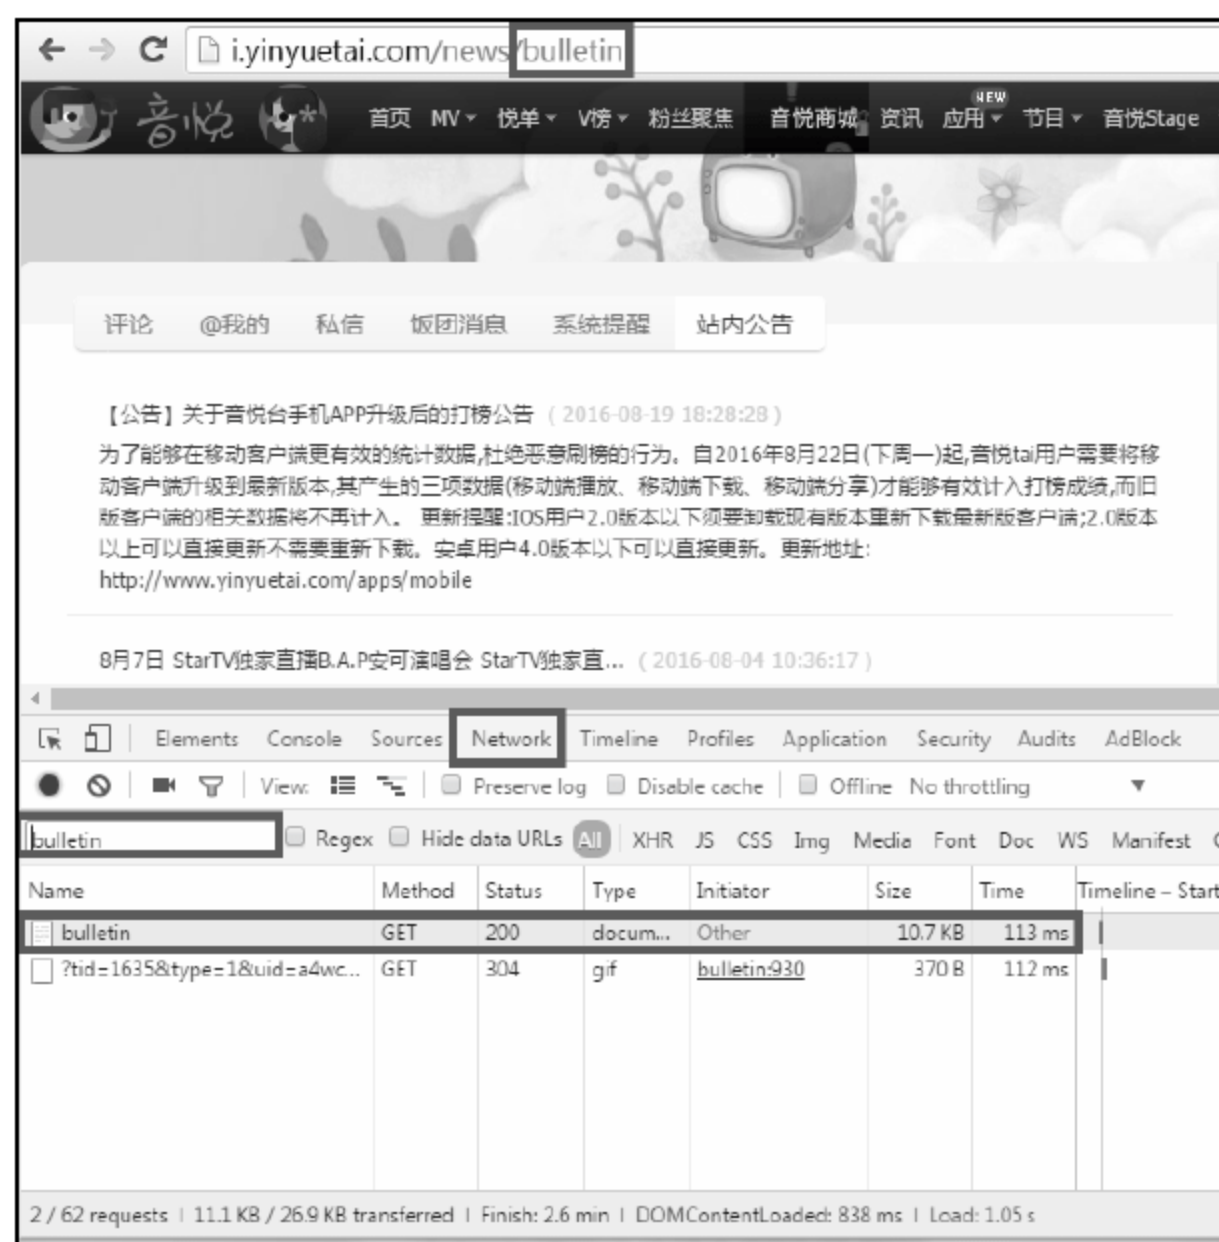 i.yinyuetai.com/news/bulletin
音悦 首页 MV 悦单 V榜 粉丝聚焦 音悦商城 资讯 应用 NEW 节目 音悦Stage
评论 @我的 私信 饭团消息 系统提醒 站内公告
【公告】关于音悦台手机APP升级后的打榜公告 (2016-08-19 18:28:28)
为了能够在移动客户端更有效的统计数据,杜绝恶意刷榜的行为。自2016年8月22日(下周一)起,音悦tai用户需要将移
动客户端升级到最新版本,其产生的三项数据(移动端播放、移动端下载、移动端分享)才能够有效计入打榜成绩,而旧
版客户端的相关数据将不再计入。 更新提醒:IOS用户2.0版本以下须要卸载现有版本重新下载最新版客户端;2.0版本
以上可以直接更新不需要重新下载。安卓用户4.0版本以下可以直接更新。更新地址:
http://www.yinyuetai.com/apps/mobile
8月7日 StarTV独家直播B.A.P安可演唱会 StarTV独家直... (2016-08-04 10:36:17)
Elements Console Sources Network Timeline Profiles Application Security Audits AdBlock
View: Preserve log Disable cache Offline No throttling
bulletin Regex Hide data URLs All XHR JS CSS Img Media Font Doc WS Manifest
Name Method Status Type Initiator Size Time Timeline – Start
bulletin GET 200 docum... Other 10.7 KB 113 ms
?tid=1635&type=1&uid=a4wc... GET 304 gif bulletin:930 370 B 112 ms
2 / 62 requests | 11.1 KB / 26.9 KB transferred | Finish: 2.6 min | DOMContentLoaded: 838 ms | Load: 1.05 s